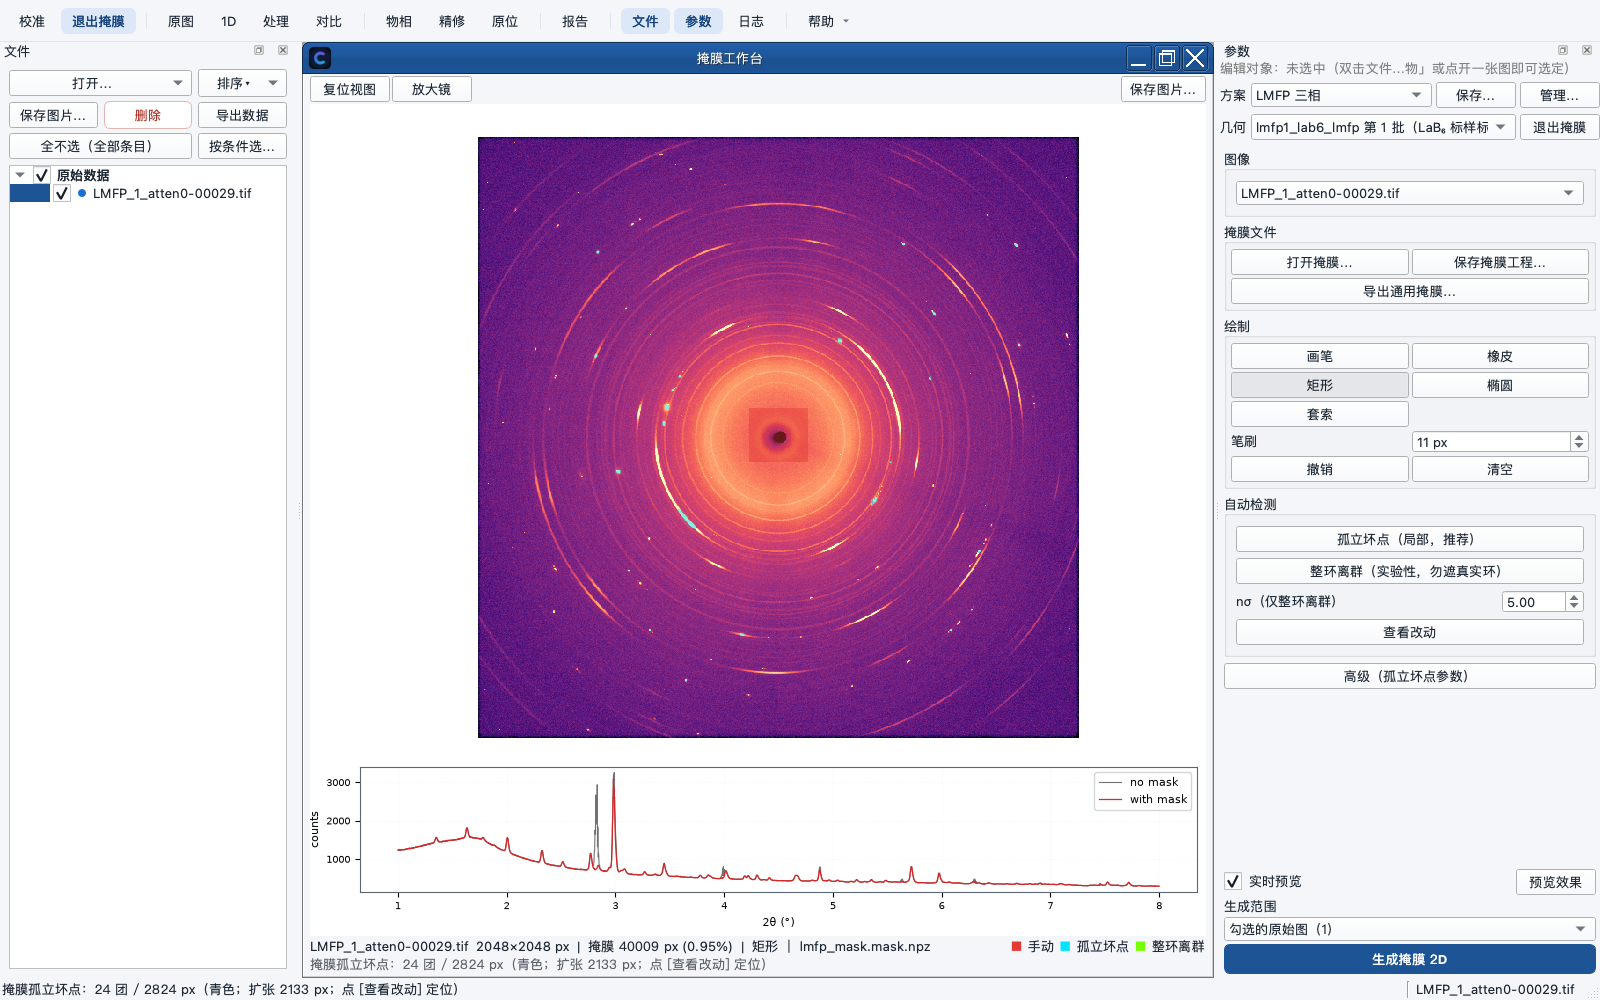 校准 退出掩膜 原图 1D 处理 对比 物相 精修 原位 报告 文件 参数 日志 帮助
文件
打开... 排序
保存图片... 删除 导出数据
全不选（全部条目） 按条件选...
原始数据
LMFP_1_atten0-00029.tif
掩膜工作台
复位视图 放大镜 保存图片...
3000
2000
1000
counts
no mask
with mask
1 2 3 4 5 6 7 8
2θ (°)
LMFP_1_atten0-00029.tif 2048×2048 px | 掩膜 40009 px (0.95%) | 矩形 | lmfp_mask.mask.npz
手动 孤立坏点 整环离群
掩膜孤立坏点：24 团 / 2824 px（青色；扩张 2133 px；点 [查看改动] 定位）
参数
编辑对象：未选中（双击文件...物」或点开一张图即可选定）
方案 LMFP 三相 保存... 管理...
几何 lmfp1_lab6_lmfp 第 1 批（LaB₆ 标样标 退出掩膜
图像
LMFP_1_atten0-00029.tif
掩膜文件
打开掩膜... 保存掩膜工程...
导出通用掩膜...
绘制
画笔 橡皮
矩形 椭圆
套索
笔刷 11 px
撤销 清空
自动检测
孤立坏点（局部，推荐）
整环离群（实验性，勿遮真实环）
nσ（仅整环离群） 5.00
查看改动
高级（孤立坏点参数）
实时预览 预览效果
生成范围
勾选的原始图（1）
生成掩膜 2D
掩膜孤立坏点：24 团 / 2824 px（青色；扩张 2133 px；点 [查看改动] 定位） LMFP_1_atten0-00029.tif